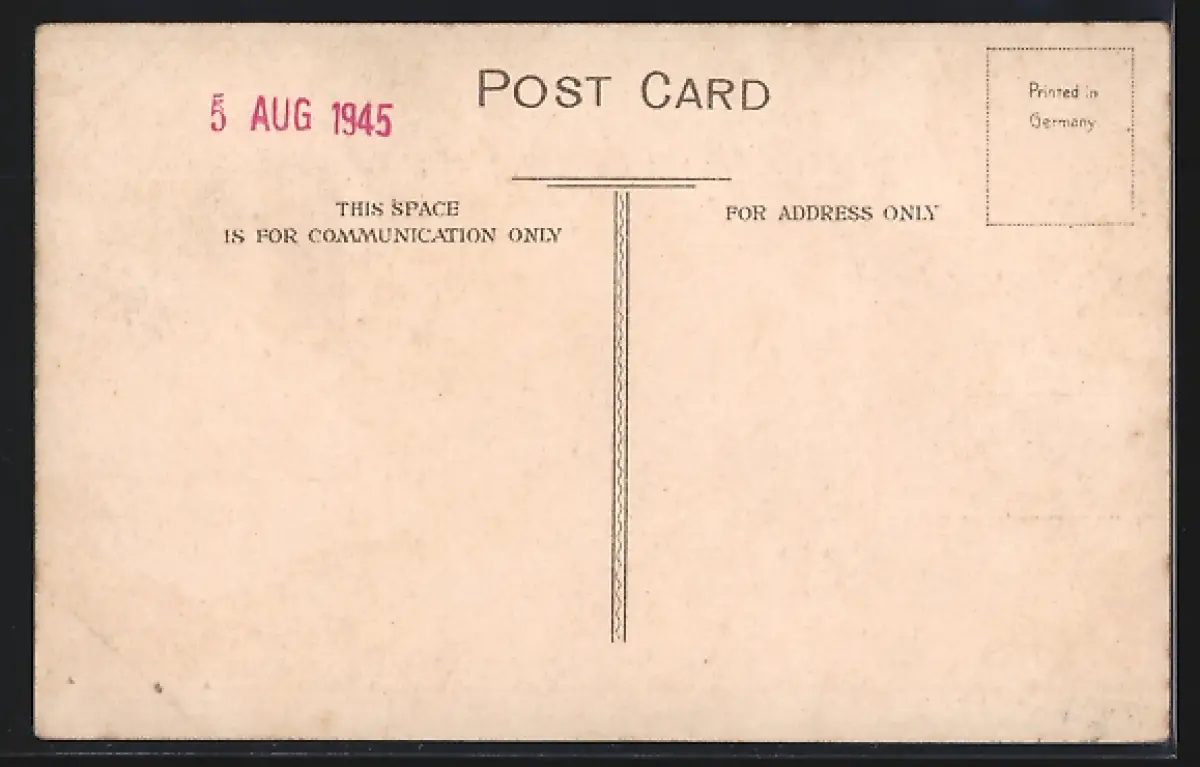 POST CARD
5 AUG 1945
Printed in
Germany
THIS SPACE
IS FOR COMMUNICATION ONLY
FOR ADDRESS ONLY